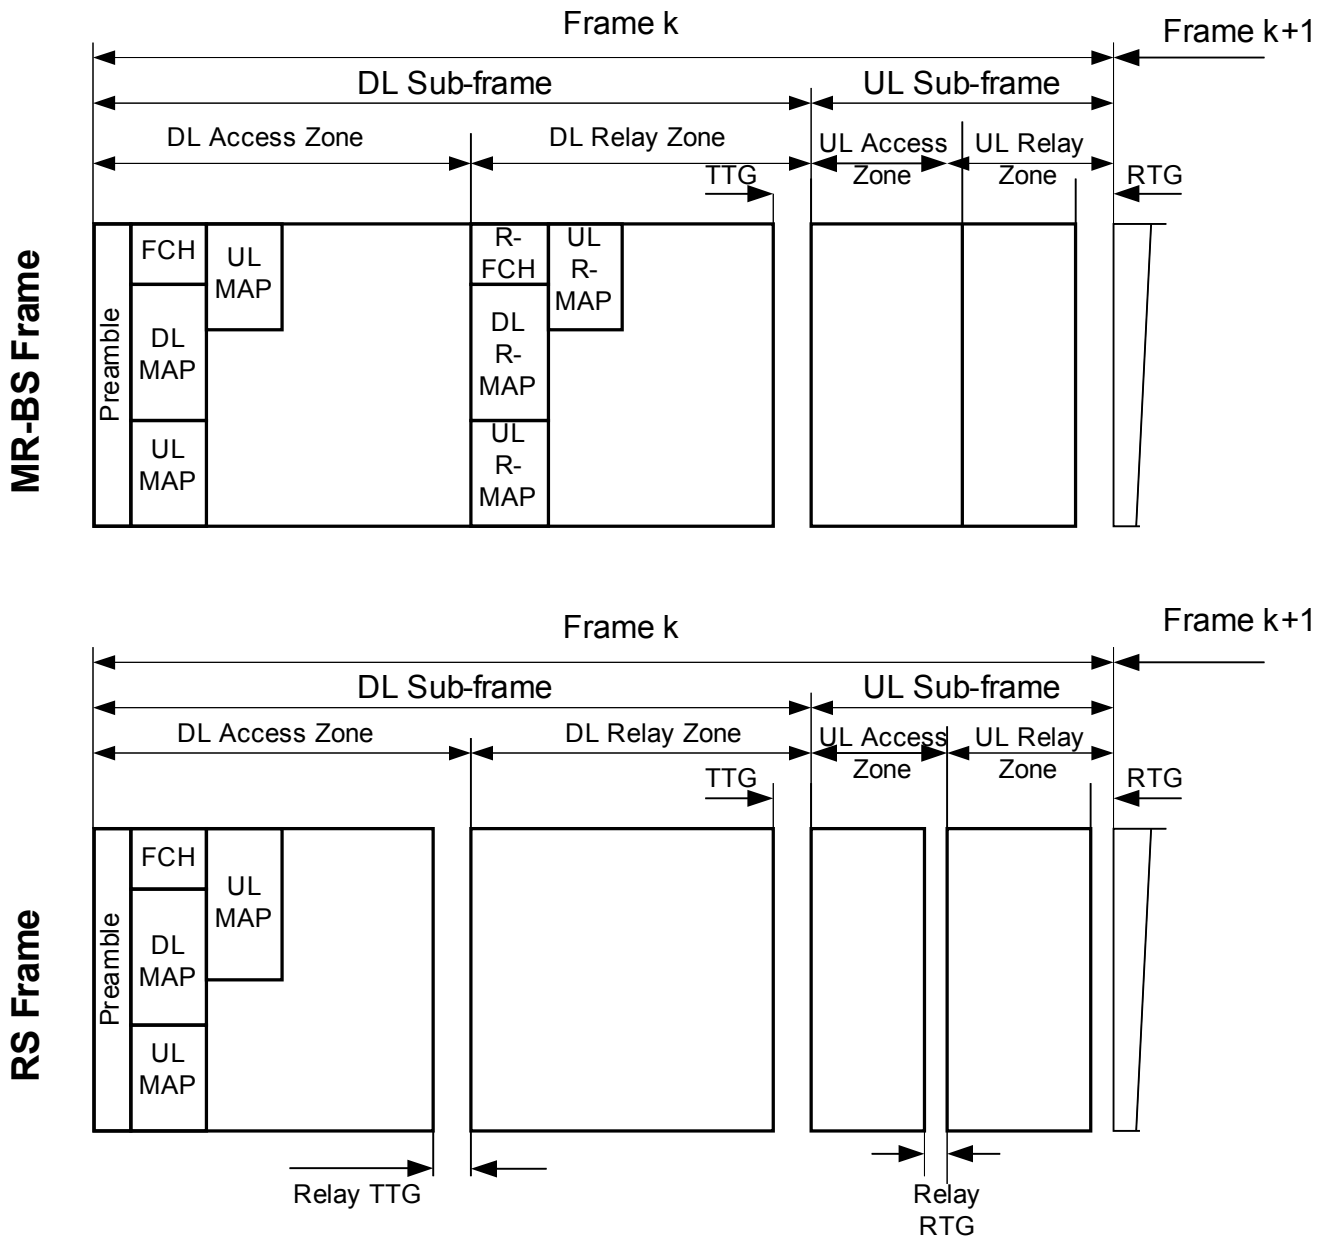 Frame k
Frame k+1
DL Sub-frame
UL Sub-frame
DL Access Zone
DL Relay Zone
UL Access
Zone
UL Relay
Zone
TTG
RTG
MR-BS Frame
Preamble
FCH
DL
MAP
UL
MAP
UL
MAP
R-
FCH
DL
R-
MAP
UL
R-
MAP
UL
R-
MAP
Frame k
Frame k+1
DL Sub-frame
UL Sub-frame
DL Access Zone
DL Relay Zone
UL Access
Zone
UL Relay
Zone
TTG
RTG
RS Frame
Preamble
FCH
DL
MAP
UL
MAP
UL
MAP
Relay TTG
Relay
RTG